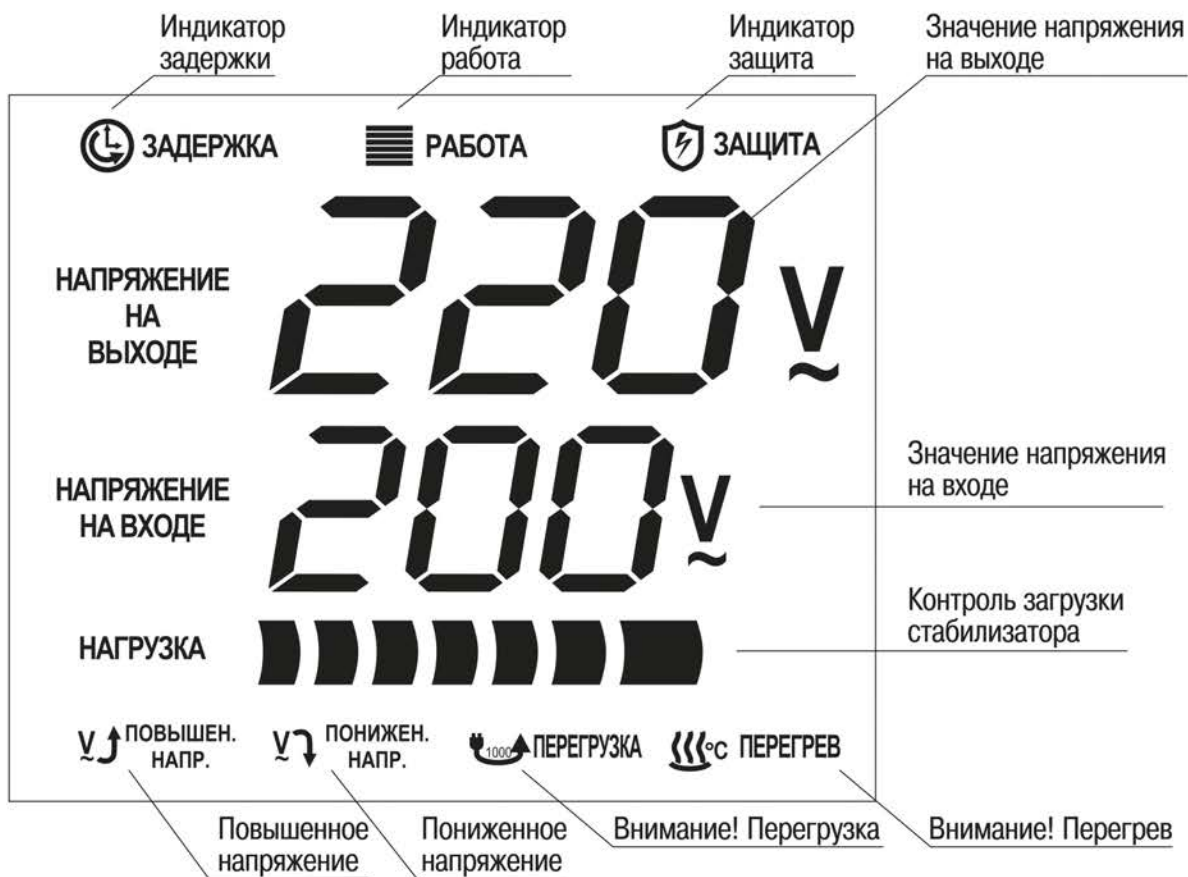 Индикатор
задержки
Индикатор
работа
Индикатор
защита
Значение напряжения
на выходе
ЗАДЕРЖКА
РАБОТА
ЗАЩИТА
НАПРЯЖЕНИЕ
НА
ВЫХОДЕ
220 V
~
НАПРЯЖЕНИЕ
НА ВХОДЕ
200 V
~
Значение напряжения
на входе
Контроль загрузки
стабилизатора
НАГРУЗКА
V ~ ПОВЫШЕН.
НАПР.
V ~ ПОНИЖЕН.
НАПР.
1000 ПЕРЕГРУЗКА
°C ПЕРЕГРЕВ
Повышенное
напряжение
Пониженное
напряжение
Внимание! Перегрузка
Внимание! Перегрев